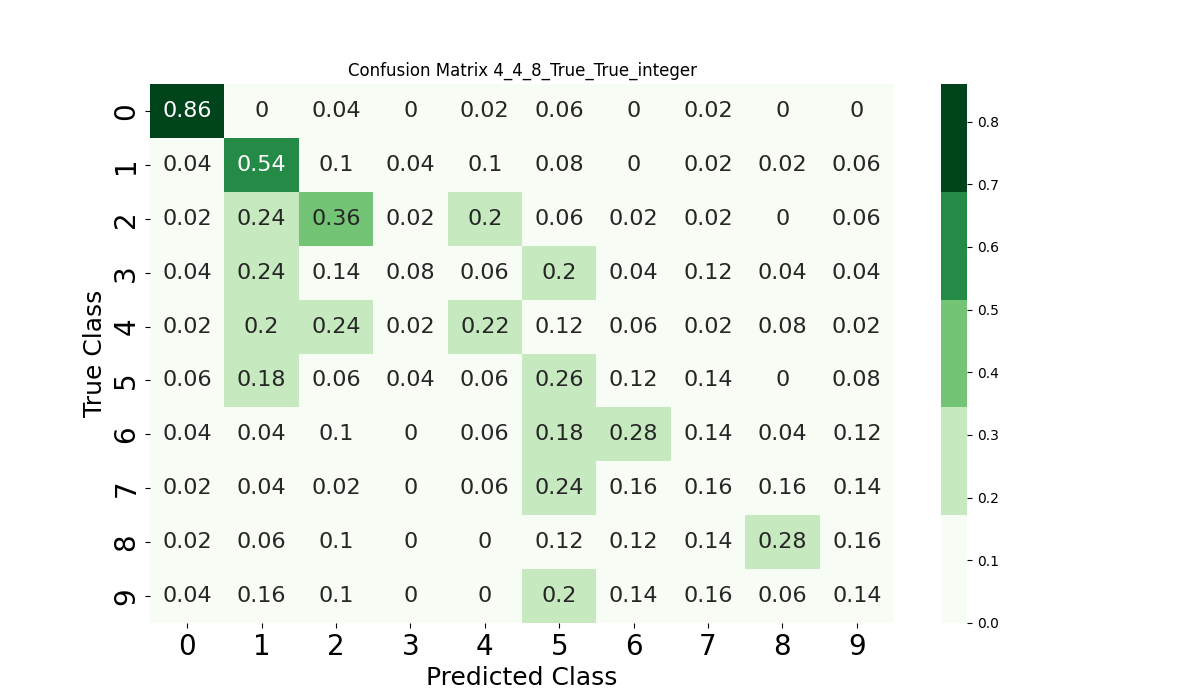 Confusion Matrix 4_4_8_True_True_integer
0 0.86 0 0.04 0 0.02 0.06 0 0.02 0 0
1 0.04 0.54 0.1 0.04 0.1 0.08 0 0.02 0.02 0.06
2 0.02 0.24 0.36 0.02 0.2 0.06 0.02 0.02 0 0.06
3 0.04 0.24 0.14 0.08 0.06 0.2 0.04 0.12 0.04 0.04
4 0.02 0.2 0.24 0.02 0.22 0.12 0.06 0.02 0.08 0.02
5 0.06 0.18 0.06 0.04 0.06 0.26 0.12 0.14 0 0.08
6 0.04 0.04 0.1 0 0.06 0.18 0.28 0.14 0.04 0.12
7 0.02 0.04 0.02 0 0.06 0.24 0.16 0.16 0.16 0.14
8 0.02 0.06 0.1 0 0 0.12 0.12 0.14 0.28 0.16
9 0.04 0.16 0.1 0 0 0.2 0.14 0.16 0.06 0.14
0 1 2 3 4 5 6 7 8 9
Predicted Class
True Class
0.8
0.7
0.6
0.5
0.4
0.3
0.2
0.1
0.0